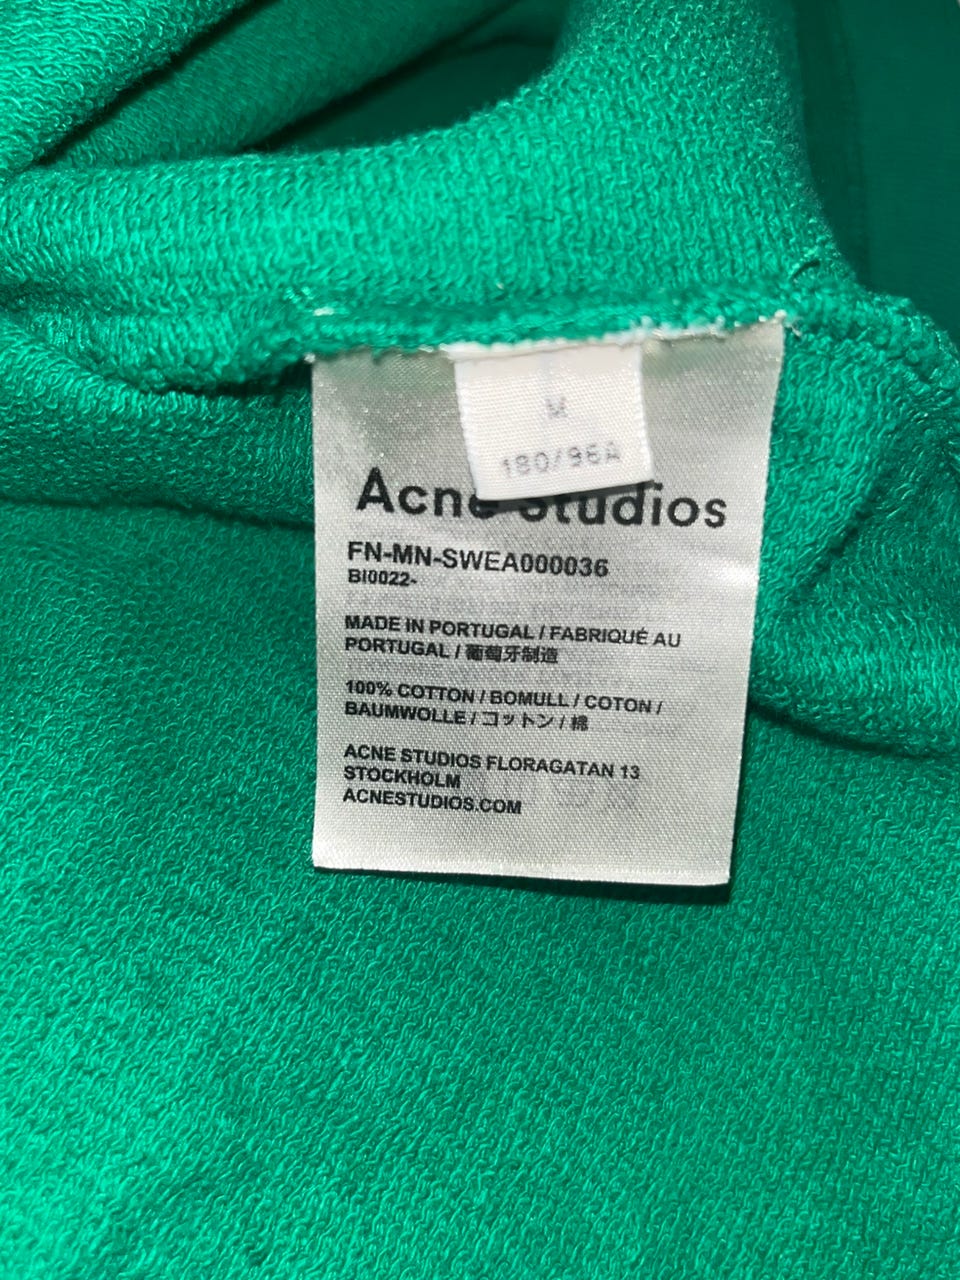 M
180/96A
Acne Studios
FN-MN-SWEA000036
BI0022-
MADE IN PORTUGAL / FABRIQUÉ AU
PORTUGAL / 葡萄牙制造
100% COTTON / BOMULL / COTON /
BAUMWOLLE / コットン / 棉
ACNE STUDIOS FLORAGATAN 13
STOCKHOLM
ACNESTUDIOS.COM